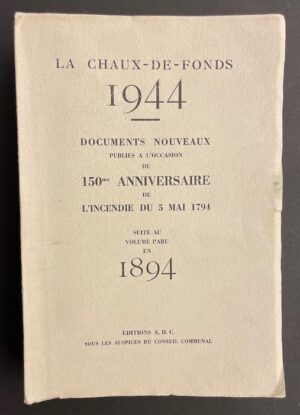 LA CHAUX-DE-FONDS
1944
DOCUMENTS NOUVEAUX
PUBLIES A L'OCCASION
DU
150me ANNIVERSAIRE
DE
L'INCENDIE DU 5 MAI 1794
SUITE AU
VOLUME PARU
EN
1894
EDITIONS A. D. C.
SOUS LES AUSPICES DU CONSEIL COMMUNAL